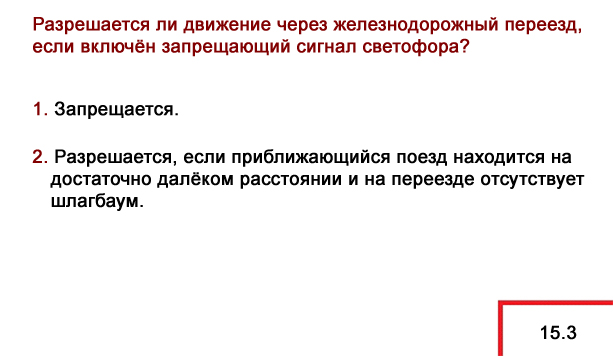 Разрешается ли движение через железнодорожный переезд,
если включён запрещающий сигнал светофора?
1. Запрещается.
2. Разрешается, если приближающийся поезд находится на
достаточно далёком расстоянии и на переезде отсутствует
шлагбаум.
15.3